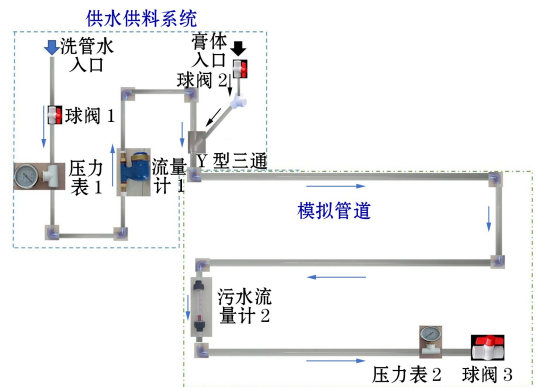 供水供料系统
洗管水
入口
膏体
入口
球阀 2
球阀 1
压力
表 1
流量
计 1
Y 型三通
模拟管道
污水流
量计 2
压力表 2
球阀 3